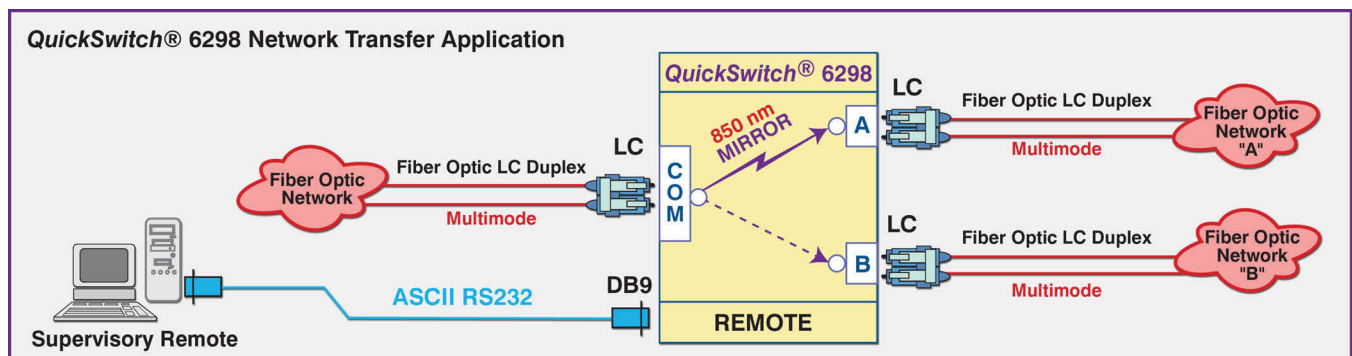 QuickSwitch® 6298 Network Transfer Application
QuickSwitch® 6298
LC
Fiber Optic LC Duplex
Multimode
Fiber Optic
Network
"A"
850 nm
MIRROR
A
LC
Fiber Optic LC Duplex
Multimode
Fiber Optic
Network
COM
B
LC
Fiber Optic LC Duplex
Multimode
Fiber Optic
Network
"B"
DB9
ASCII RS232
REMOTE
Supervisory Remote